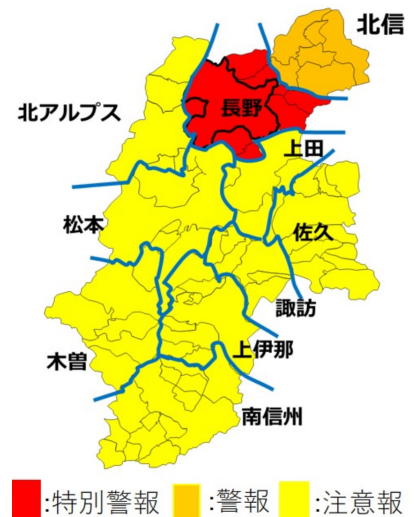 北信
長野
北アルプス
上田
松本
佐久
諏訪
木曽
上伊那
南信州
:特別警報 :警報 :注意報